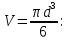 V = πd³/6 :